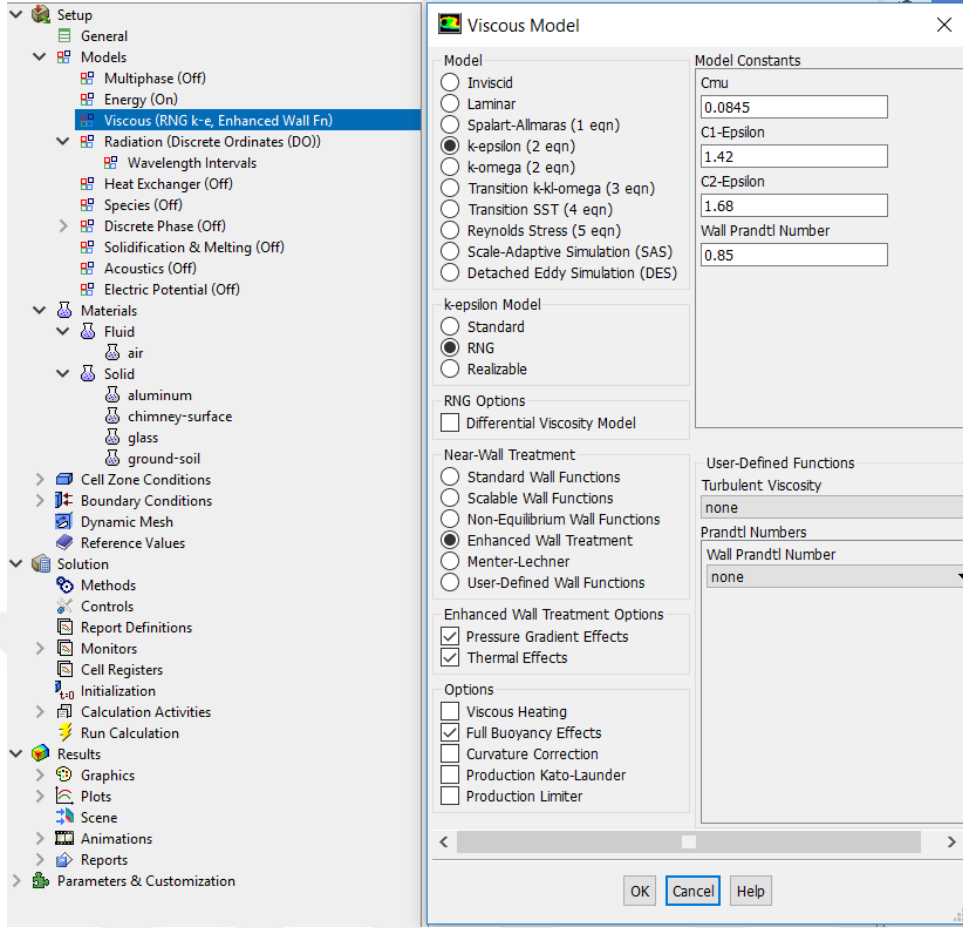 Setup
General
Models
Multiphase (Off)
Energy (On)
Viscous (RNG k-e, Enhanced Wall Fn)
Radiation (Discrete Ordinates (DO))
Wavelength Intervals
Heat Exchanger (Off)
Species (Off)
Discrete Phase (Off)
Solidification & Melting (Off)
Acoustics (Off)
Electric Potential (Off)
Materials
Fluid
air
Solid
aluminum
chimney-surface
glass
ground-soil
Cell Zone Conditions
Boundary Conditions
Dynamic Mesh
Reference Values
Solution
Methods
Controls
Report Definitions
Monitors
Cell Registers
t=0 Initialization
Calculation Activities
Run Calculation
Results
Graphics
Plots
Scene
Animations
Reports
Parameters & Customization
Viscous Model
Model
Inviscid
Laminar
Spalart-Allmaras (1 eqn)
k-epsilon (2 eqn)
k-omega (2 eqn)
Transition k-kl-omega (3 eqn)
Transition SST (4 eqn)
Reynolds Stress (5 eqn)
Scale-Adaptive Simulation (SAS)
Detached Eddy Simulation (DES)
k-epsilon Model
Standard
RNG
Realizable
RNG Options
Differential Viscosity Model
Near-Wall Treatment
Standard Wall Functions
Scalable Wall Functions
Non-Equilibrium Wall Functions
Enhanced Wall Treatment
Menter-Lechner
User-Defined Wall Functions
Enhanced Wall Treatment Options
Pressure Gradient Effects
Thermal Effects
Options
Viscous Heating
Full Buoyancy Effects
Curvature Correction
Production Kato-Launder
Production Limiter
Model Constants
Cmu
0.0845
C1-Epsilon
1.42
C2-Epsilon
1.68
Wall Prandtl Number
0.85
User-Defined Functions
Turbulent Viscosity
none
Prandtl Numbers
Wall Prandtl Number
none
OK
Cancel
Help